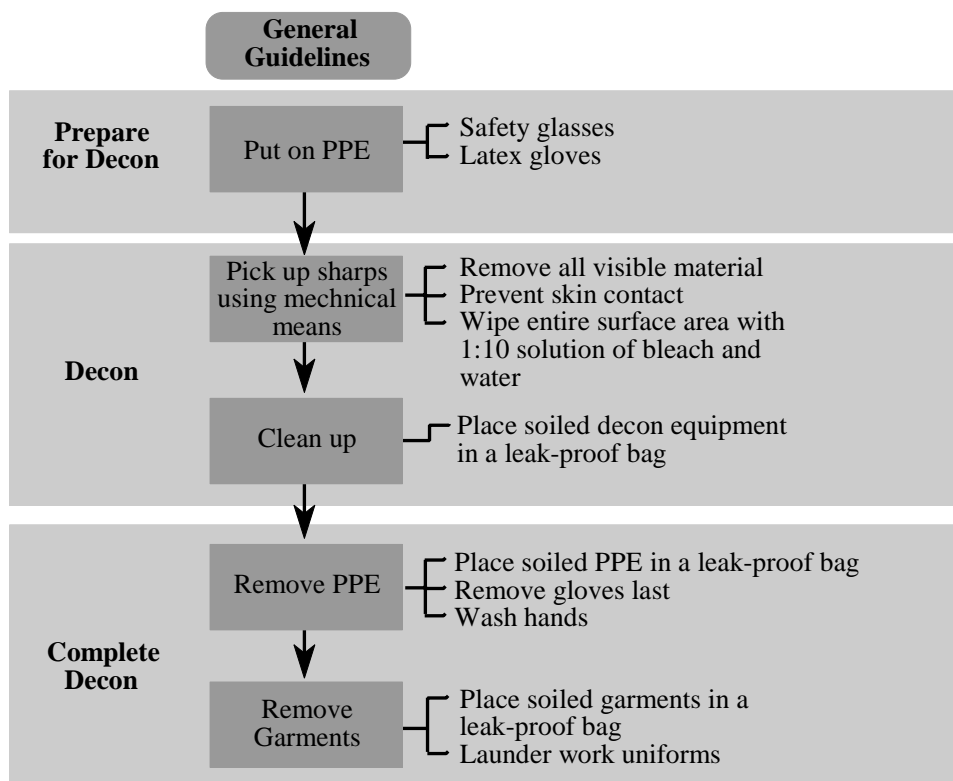 General
Guidelines
Prepare
for Decon
Put on PPE
Safety glasses
Latex gloves
Decon
Pick up sharps
using mechnical
means
Remove all visible material
Prevent skin contact
Wipe entire surface area with
1:10 solution of bleach and
water
Clean up
Place soiled decon equipment
in a leak-proof bag
Complete
Decon
Remove PPE
Place soiled PPE in a leak-proof bag
Remove gloves last
Wash hands
Remove
Garments
Place soiled garments in a
leak-proof bag
Launder work uniforms